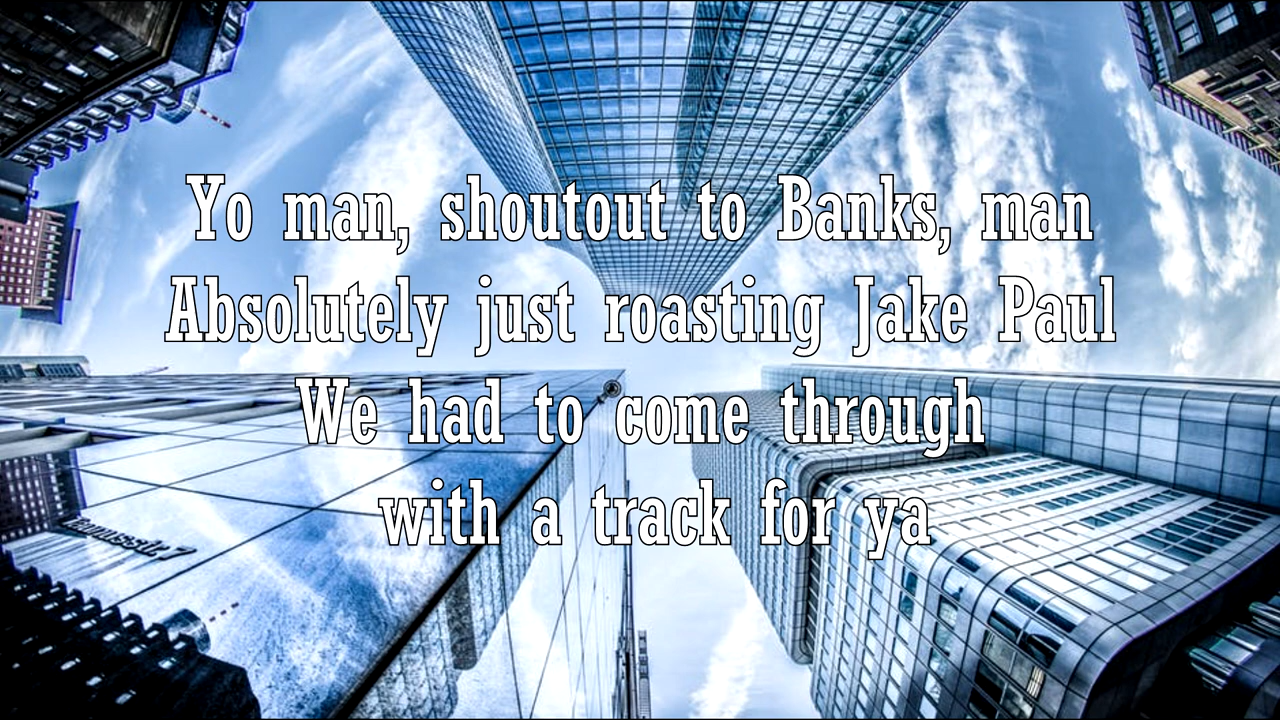 Yo man, shoutout to Banks, man
Absolutely just roasting Jake Paul
We had to come through
with a track for ya